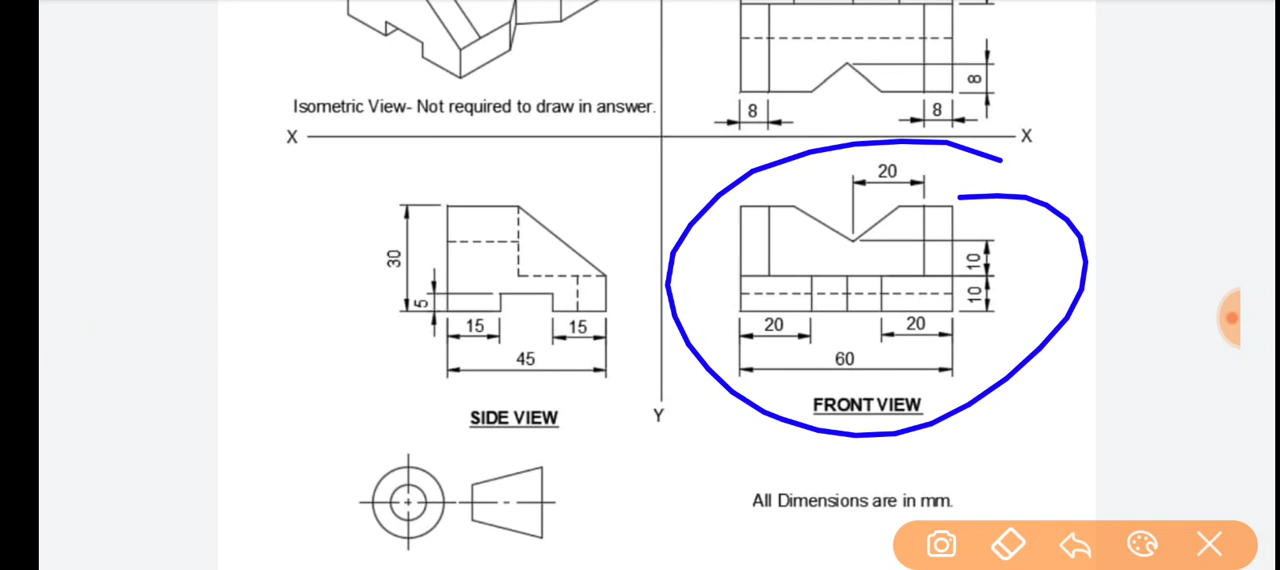 8
Isometric View- Not required to draw in answer.
8
8
X
X
20
30
5
15
15
45
10
10
20
20
60
SIDE VIEW
Y
FRONT VIEW
All Dimensions are in mm.